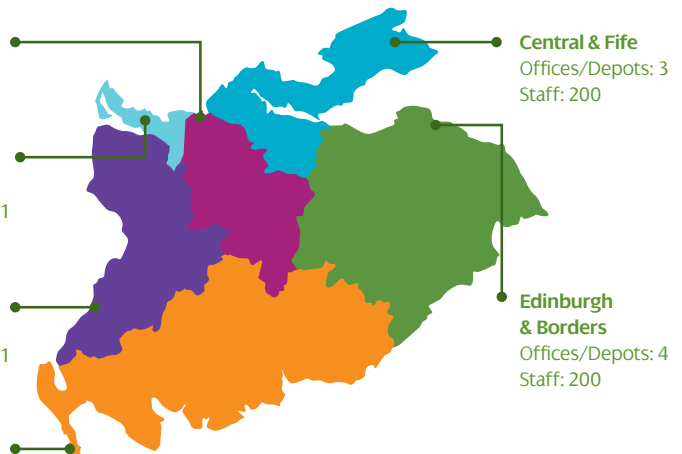 Central & Fife
Offices/Depots: 3
Staff: 200
1
Edinburgh
& Borders
Offices/Depots: 4
Staff: 200
1